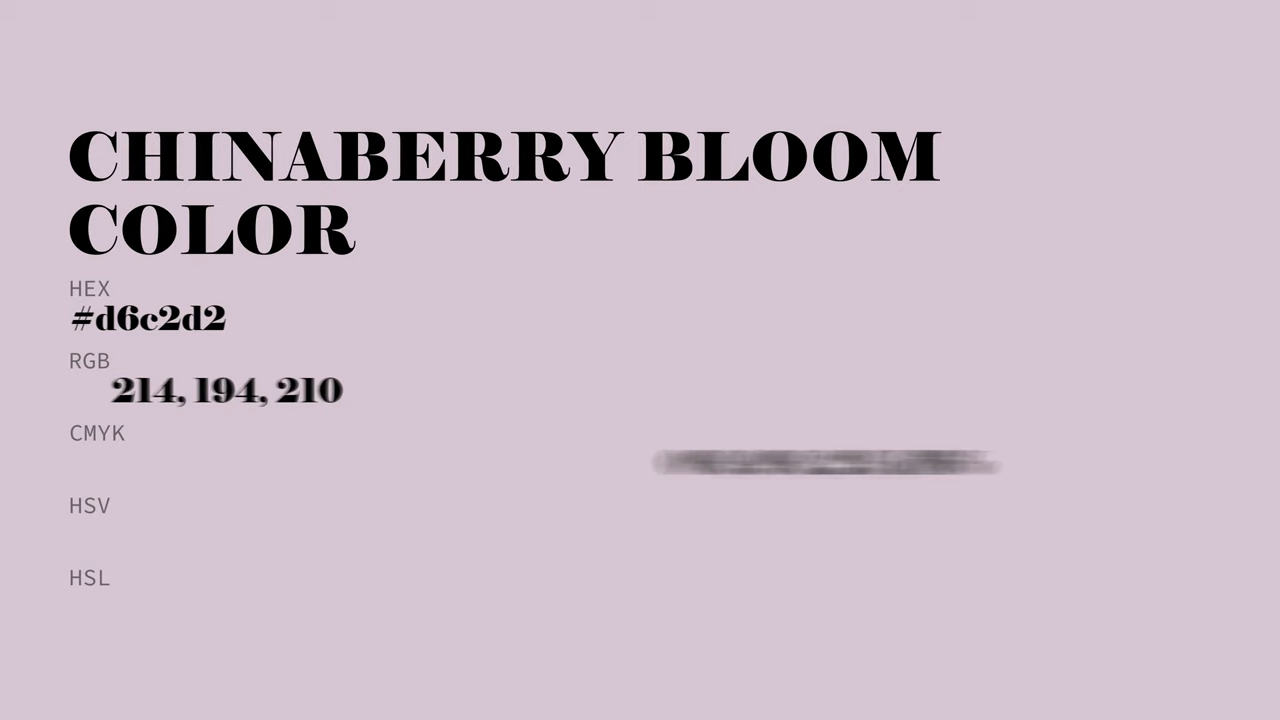 CHINABERRY BLOOM
COLOR
HEX
#d6c2d2
RGB
214, 194, 210
CMYK
HSV
HSL